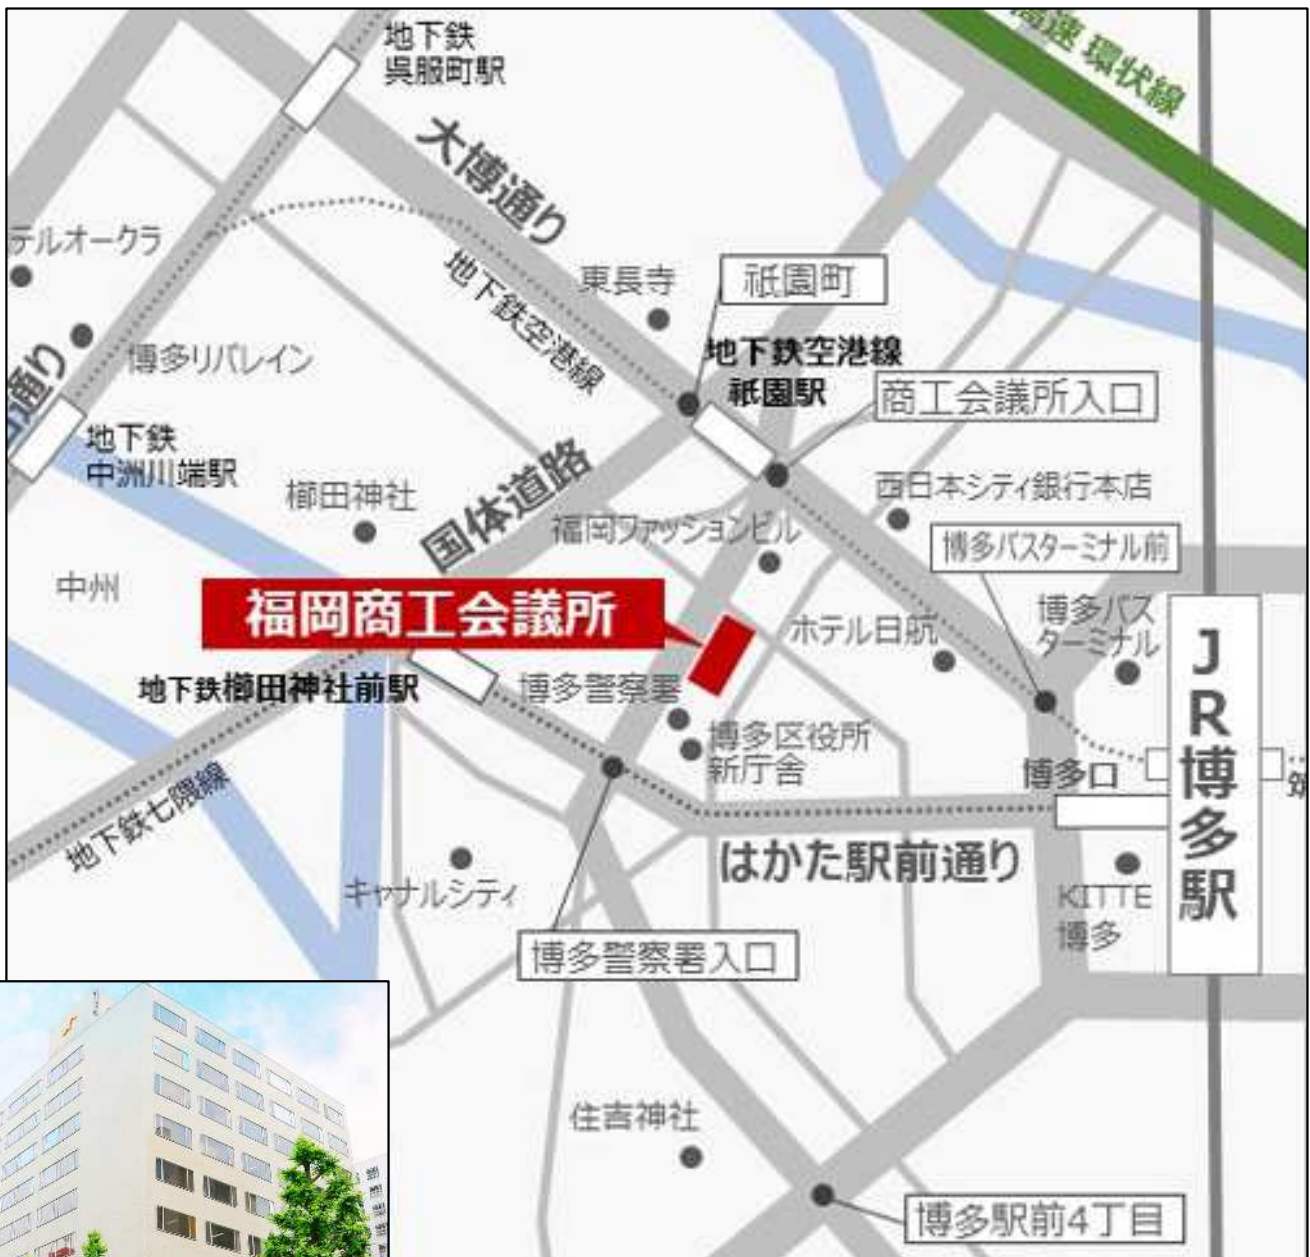 地下鉄
呉服町駅
高速 環状線
大博通り
テルオークラ
地下鉄空港線
東長寺
祇園町
博多リバレイン
地下鉄空港線
祇園駅
商工会議所入口
通り
地下鉄
中洲川端駅
櫛田神社
国体道路
西日本シティ銀行本店
福岡ファッションビル
博多バスターミナル前
中州
福岡商工会議所
ホテル日航
博多バス
ターミナル
JR博多駅
地下鉄櫛田神社前駅
博多警察署
博多区役所
新庁舎
博多口
地下鉄七隈線
はかた駅前通り
キャナルシティ
KITTE
博多
博多警察署入口
住吉神社
博多駅前4丁目